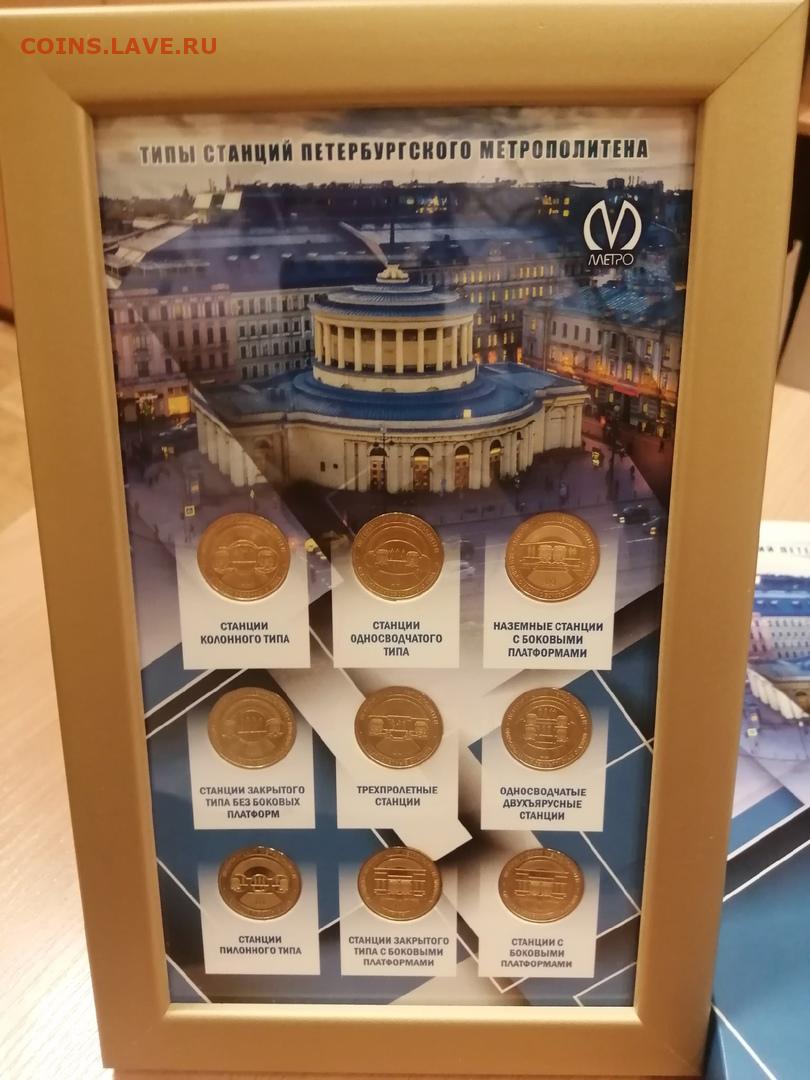 COINS.LAVE.RU
ТИПЫ СТАНЦИЙ ПЕТЕРБУРГСКОГО МЕТРОПОЛИТЕНА
МЕТРО
СТАНЦИИ
КОЛОННОГО ТИПА
СТАНЦИИ
ОДНОСВОДЧАТОГО
ТИПА
НАЗЕМНЫЕ СТАНЦИИ
С БОКОВЫМИ
ПЛАТФОРМАМИ
СТАНЦИИ ЗАКРЫТОГО
ТИПА БЕЗ БОКОВЫХ
ПЛАТФОРМ
ТРЕХПРОЛЕТНЫЕ
СТАНЦИИ
ОДНОСВОДЧАТЫЕ
ДВУХЪЯРУСНЫЕ
СТАНЦИИ
СТАНЦИИ
ПИЛОННОГО ТИПА
СТАНЦИИ ЗАКРЫТОГО
ТИПА С БОКОВЫМИ
ПЛАТФОРМАМИ
СТАНЦИИ С
БОКОВЫМИ
ПЛАТФОРМАМИ